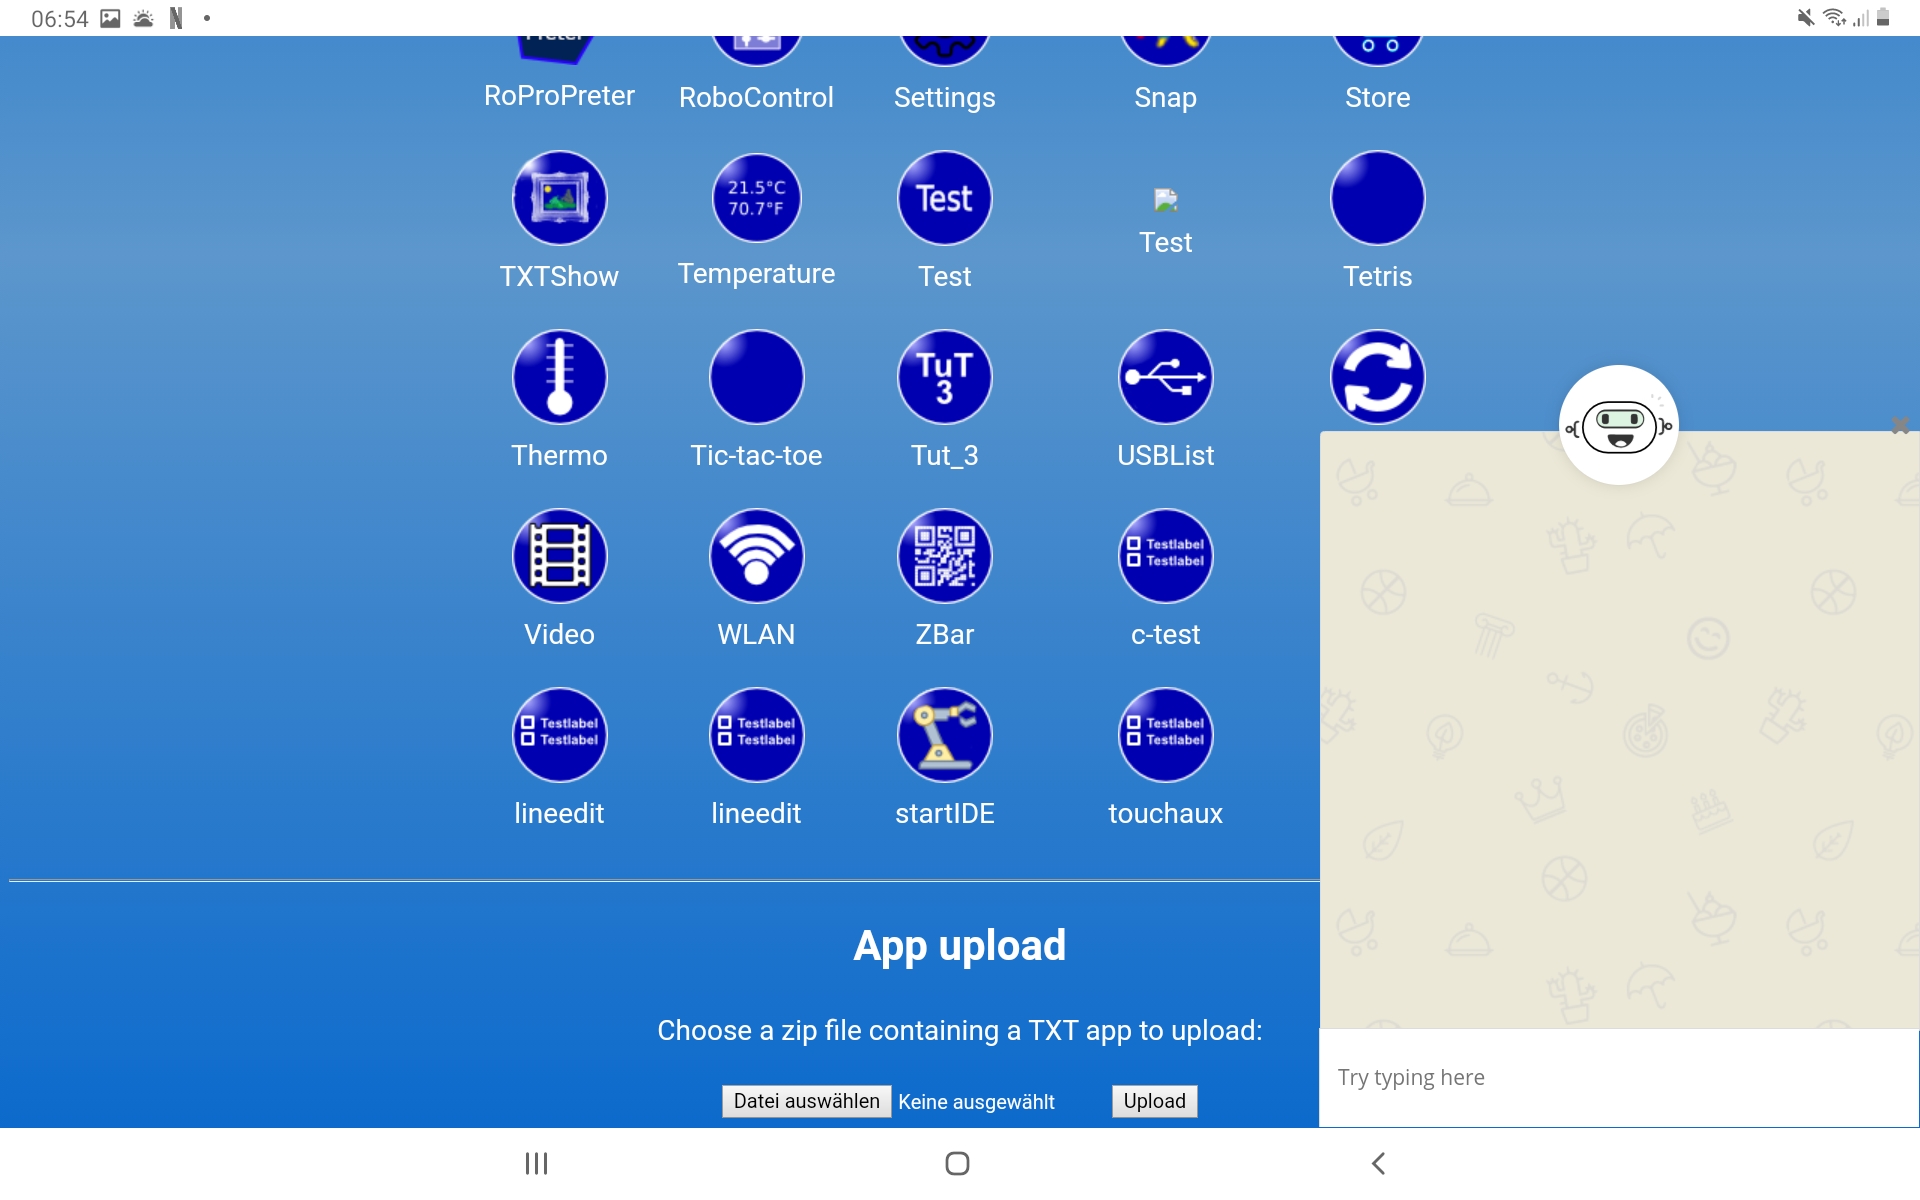 06:54
RoProPreter RoboControl Settings Snap Store
21.5°C
70.7°F
Test
TXTShow Temperature Test Test Tetris
TuT
3
Thermo Tic-tac-toe Tut_3 USBList
Testlabel
Testlabel
Video WLAN ZBar c-test
Testlabel Testlabel Testlabel
Testlabel Testlabel Testlabel
lineedit lineedit startIDE touchaux
App upload
Choose a zip file containing a TXT app to upload:
Datei auswählen Keine ausgewählt Upload
Try typing here